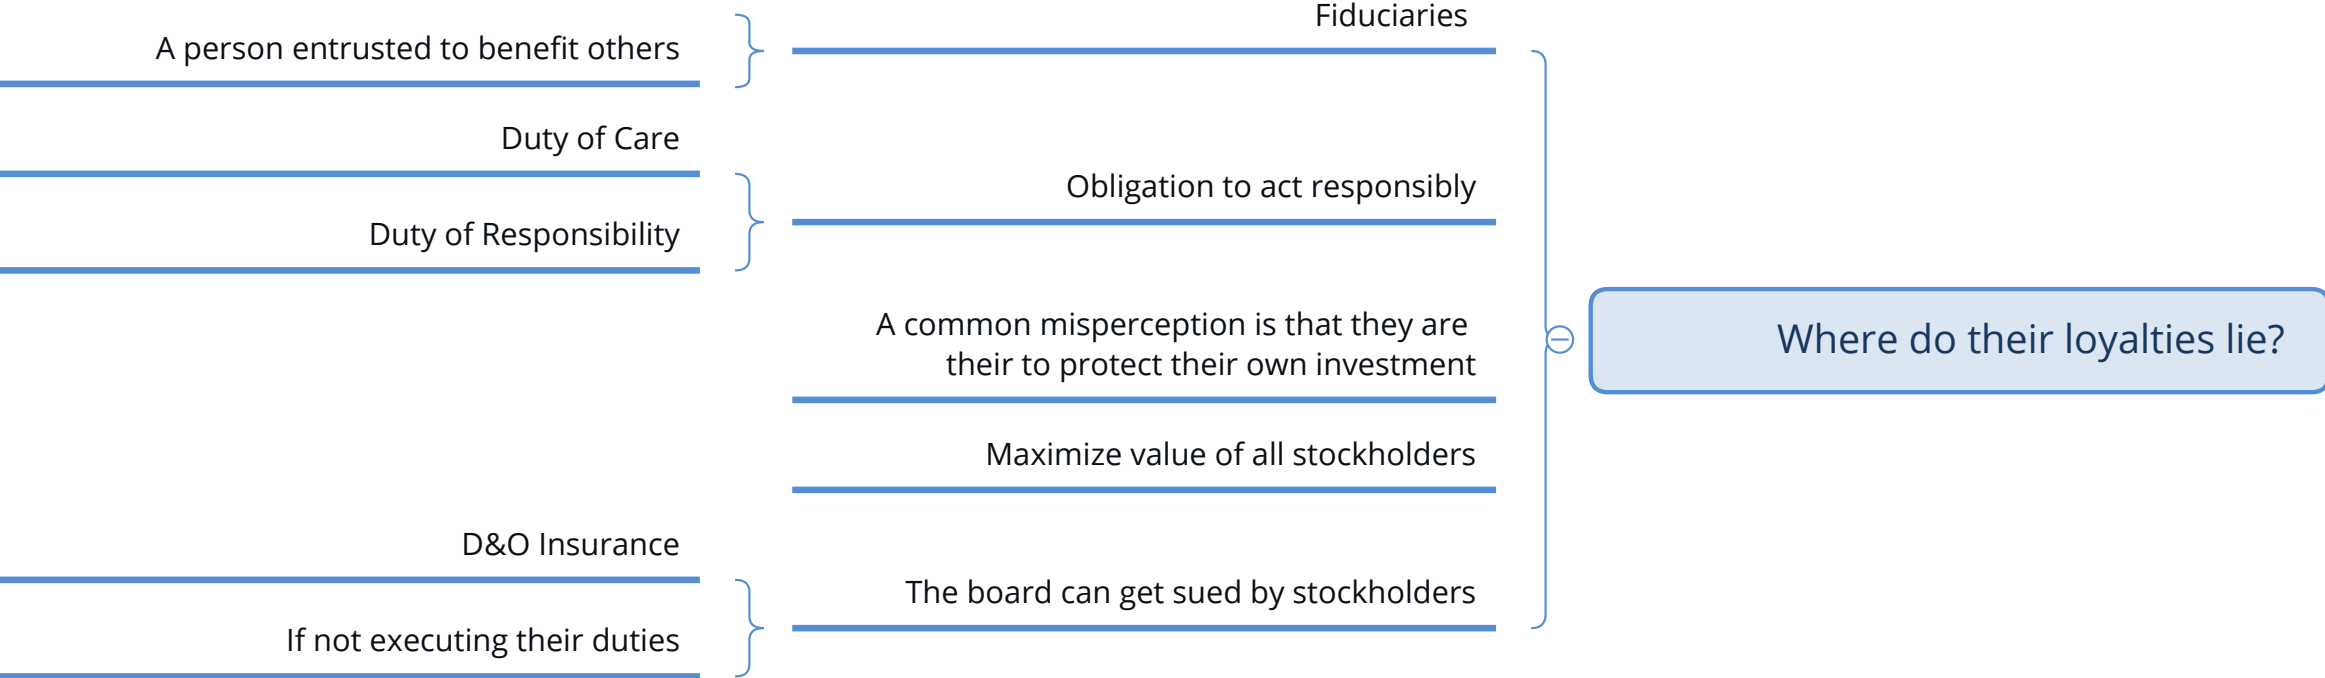 Fiduciaries
A person entrusted to benefit others
Duty of Care
Obligation to act responsibly
Duty of Responsibility
A common misperception is that they are
their to protect their own investment
Where do their loyalties lie?
Maximize value of all stockholders
D&O Insurance
The board can get sued by stockholders
If not executing their duties